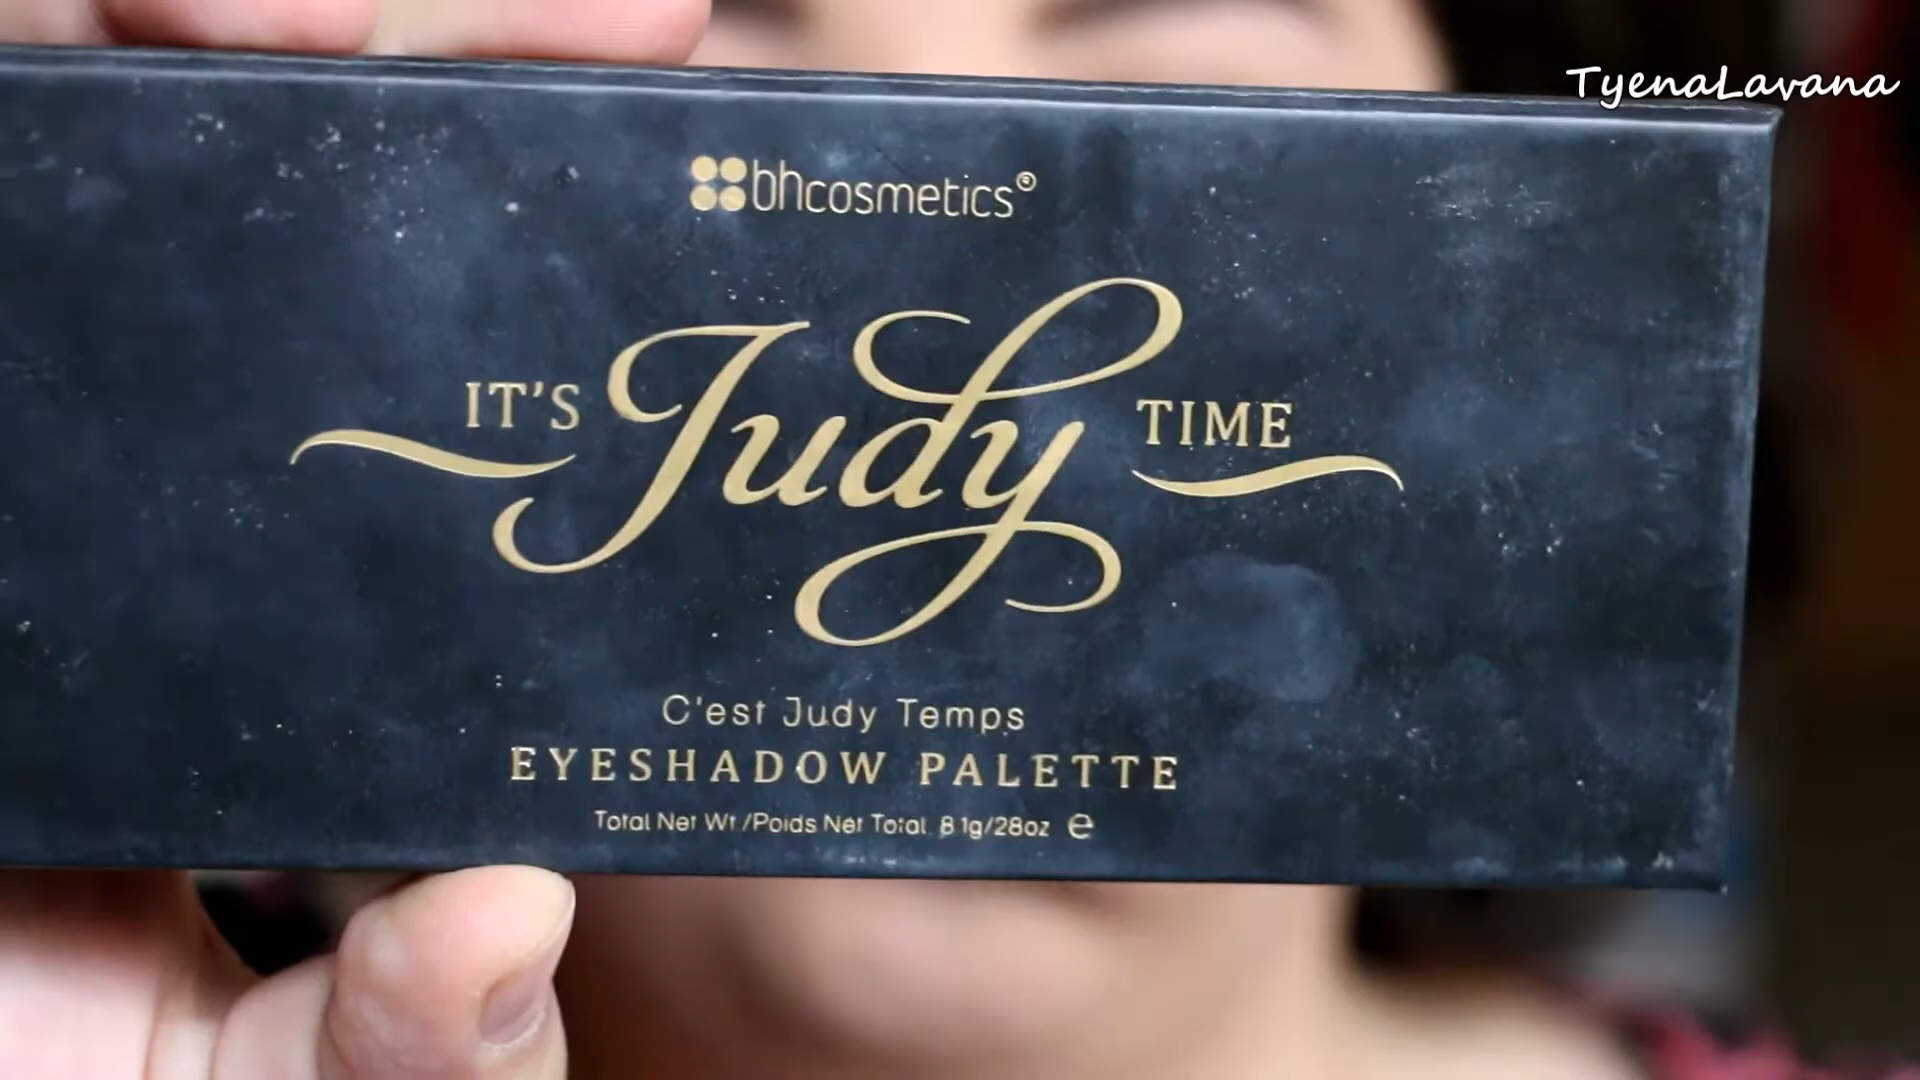 TyenaLavana
bhcosmetics®
IT'S Judy TIME
C'est Judy Temps
EYESHADOW PALETTE
Total Net Wt./Poids Net Total. 8.1g/28oz ℮